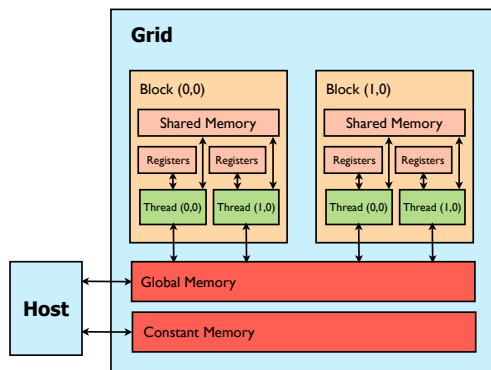 Grid
Block (0,0)
Block (1,0)
Shared Memory
Shared Memory
Registers
Registers
Registers
Registers
Thread (0,0)
Thread (1,0)
Thread (0,0)
Thread (1,0)
Host
Global Memory
Constant Memory